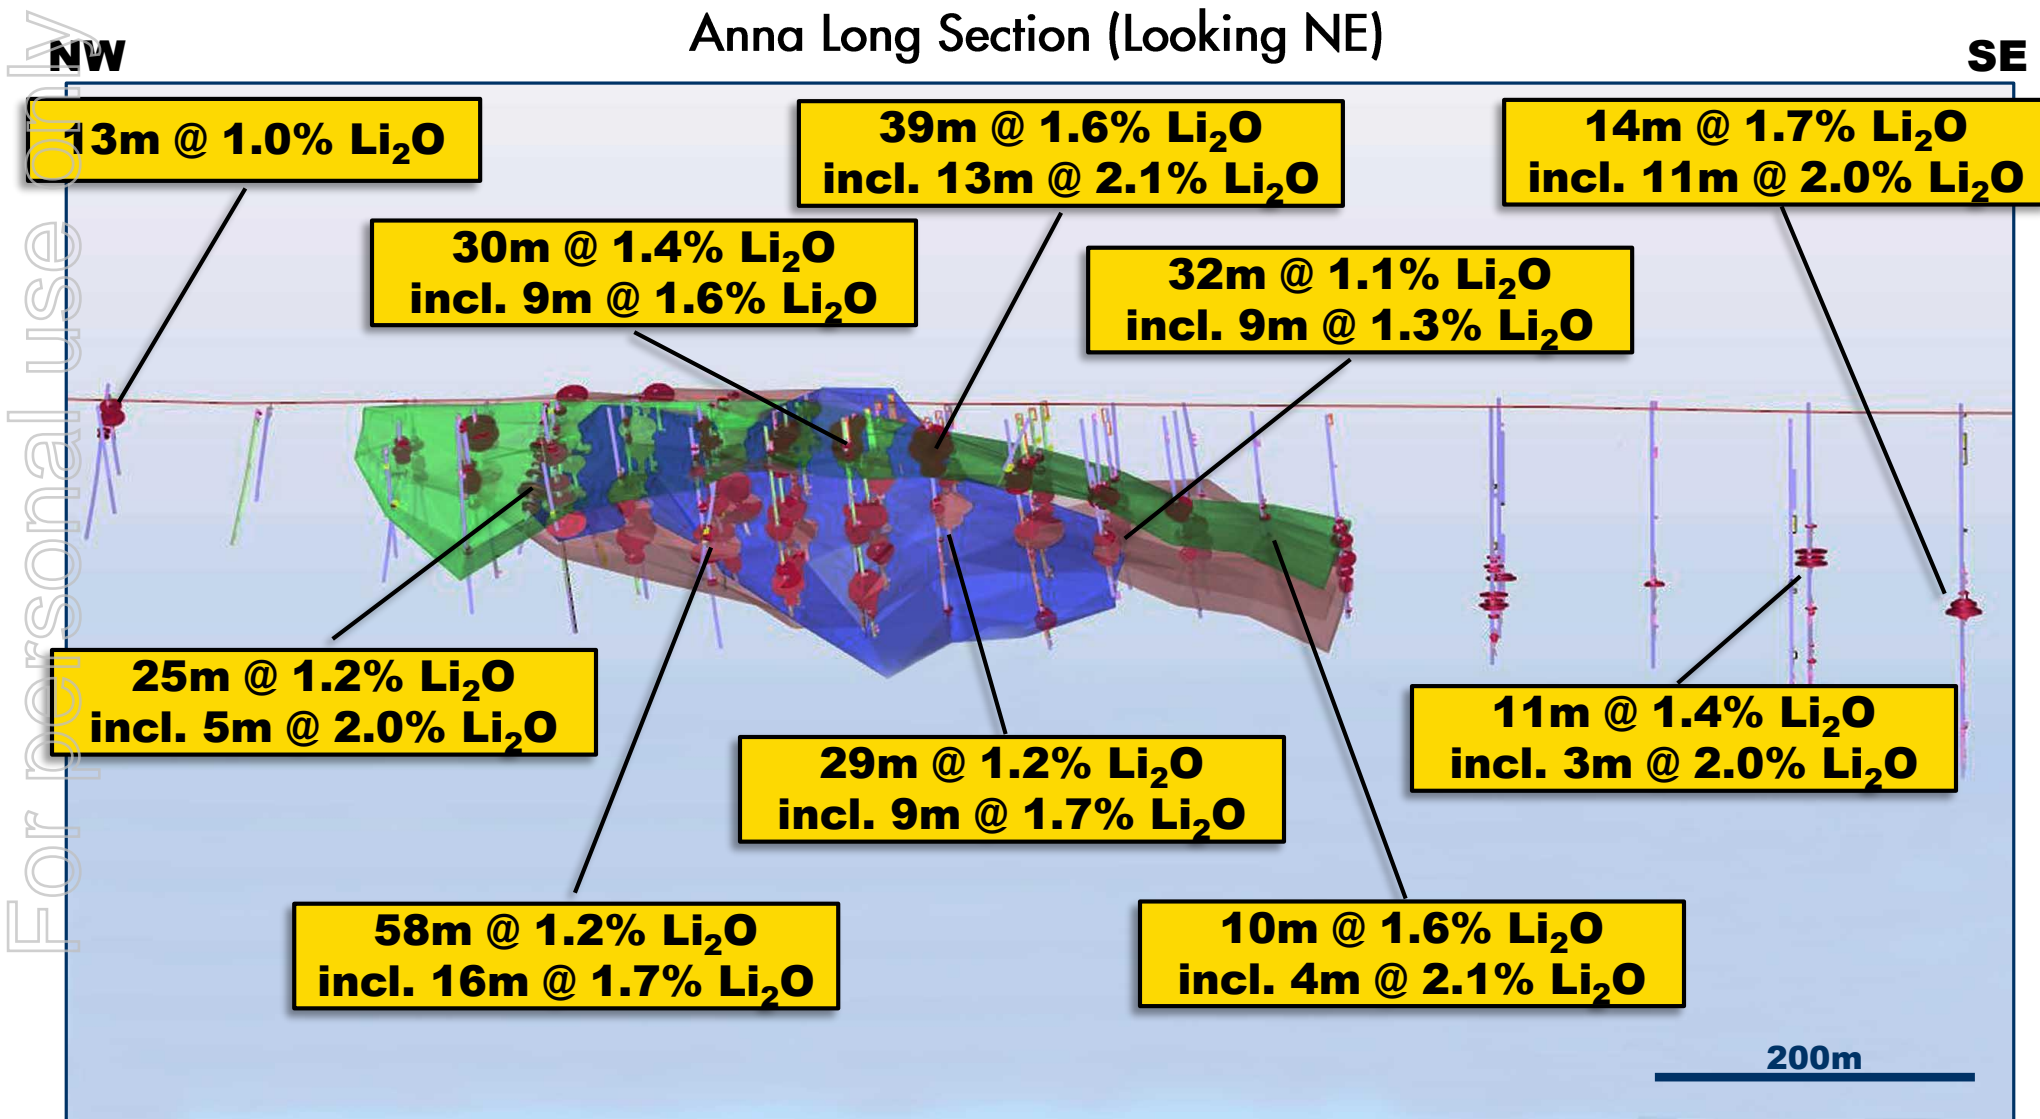 Anna Long Section (Looking NE)
NW
SE
13m @ 1.0% Li₂O
39m @ 1.6% Li₂O
incl. 13m @ 2.1% Li₂O
14m @ 1.7% Li₂O
incl. 11m @ 2.0% Li₂O
30m @ 1.4% Li₂O
incl. 9m @ 1.6% Li₂O
32m @ 1.1% Li₂O
incl. 9m @ 1.3% Li₂O
25m @ 1.2% Li₂O
incl. 5m @ 2.0% Li₂O
11m @ 1.4% Li₂O
incl. 3m @ 2.0% Li₂O
29m @ 1.2% Li₂O
incl. 9m @ 1.7% Li₂O
58m @ 1.2% Li₂O
incl. 16m @ 1.7% Li₂O
10m @ 1.6% Li₂O
incl. 4m @ 2.1% Li₂O
200m
For personal use only